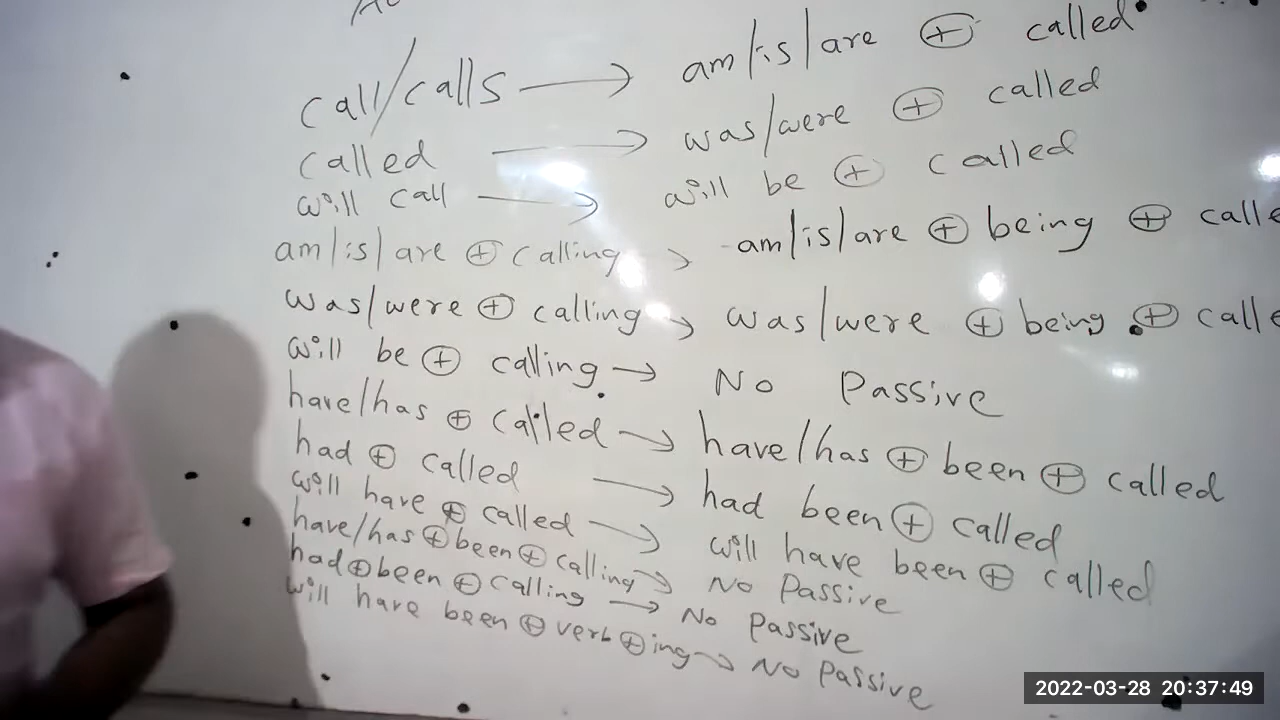 call/calls → am/is/are ⊕ called
called → was/were ⊕ called
will call → will be ⊕ called
am/is/are ⊕ calling → am/is/are ⊕ being ⊕ calle
was/were ⊕ calling → was/were ⊕ being ⊕ calle
will be ⊕ calling → No Passive
have/has ⊕ called → have/has ⊕ been ⊕ called
had ⊕ called → had been ⊕ called
will have ⊕ called → will have been ⊕ called
have/has ⊕ been ⊕ calling → No Passive
had ⊕ been ⊕ calling → No Passive
will have been ⊕ verb ⊕ ing → No Passive
2022-03-28 20:37:49